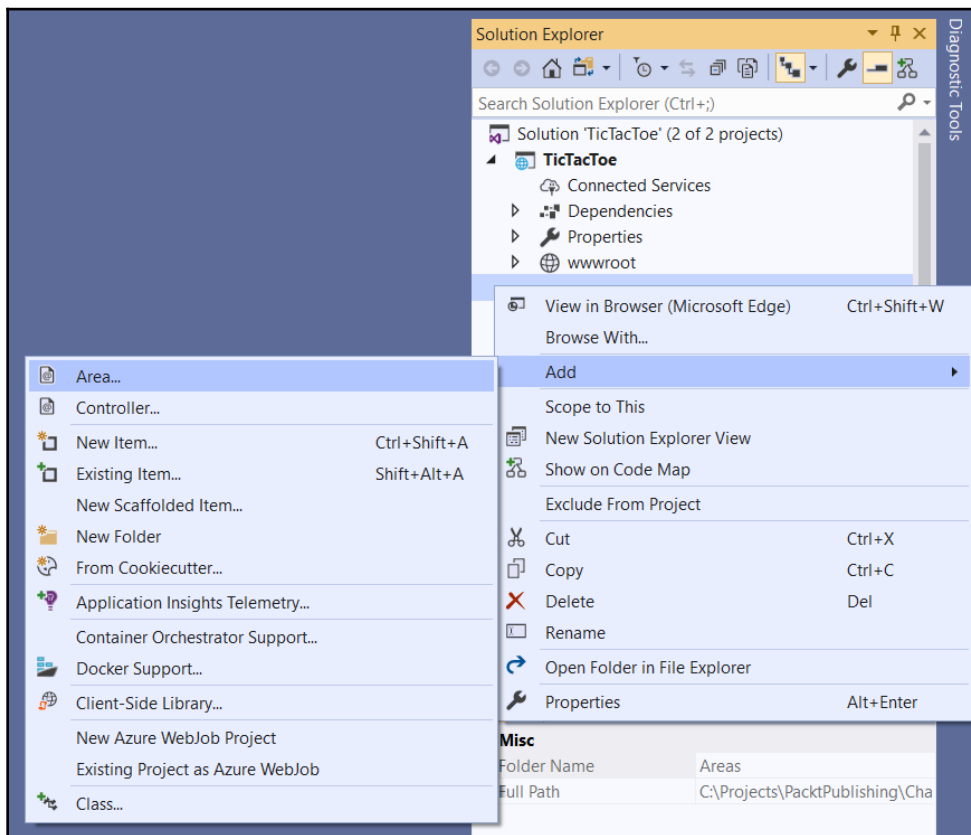 Solution Explorer
Diagnostic Tools
Search Solution Explorer (Ctrl+;)
Solution 'TicTacToe' (2 of 2 projects)
TicTacToe
Connected Services
Dependencies
Properties
wwwroot
View in Browser (Microsoft Edge) Ctrl+Shift+W
Browse With...
Add
Scope to This
New Solution Explorer View
Show on Code Map
Exclude From Project
Cut Ctrl+X
Copy Ctrl+C
Delete Del
Rename
Open Folder in File Explorer
Properties Alt+Enter
Area...
Controller...
New Item... Ctrl+Shift+A
Existing Item... Shift+Alt+A
New Scaffolded Item...
New Folder
From Cookiecutter...
Application Insights Telemetry...
Container Orchestrator Support...
Docker Support...
Client-Side Library...
New Azure WebJob Project
Existing Project as Azure WebJob
Class...
Misc
Folder Name Areas
Full Path C:\Projects\PacktPublishing\Cha